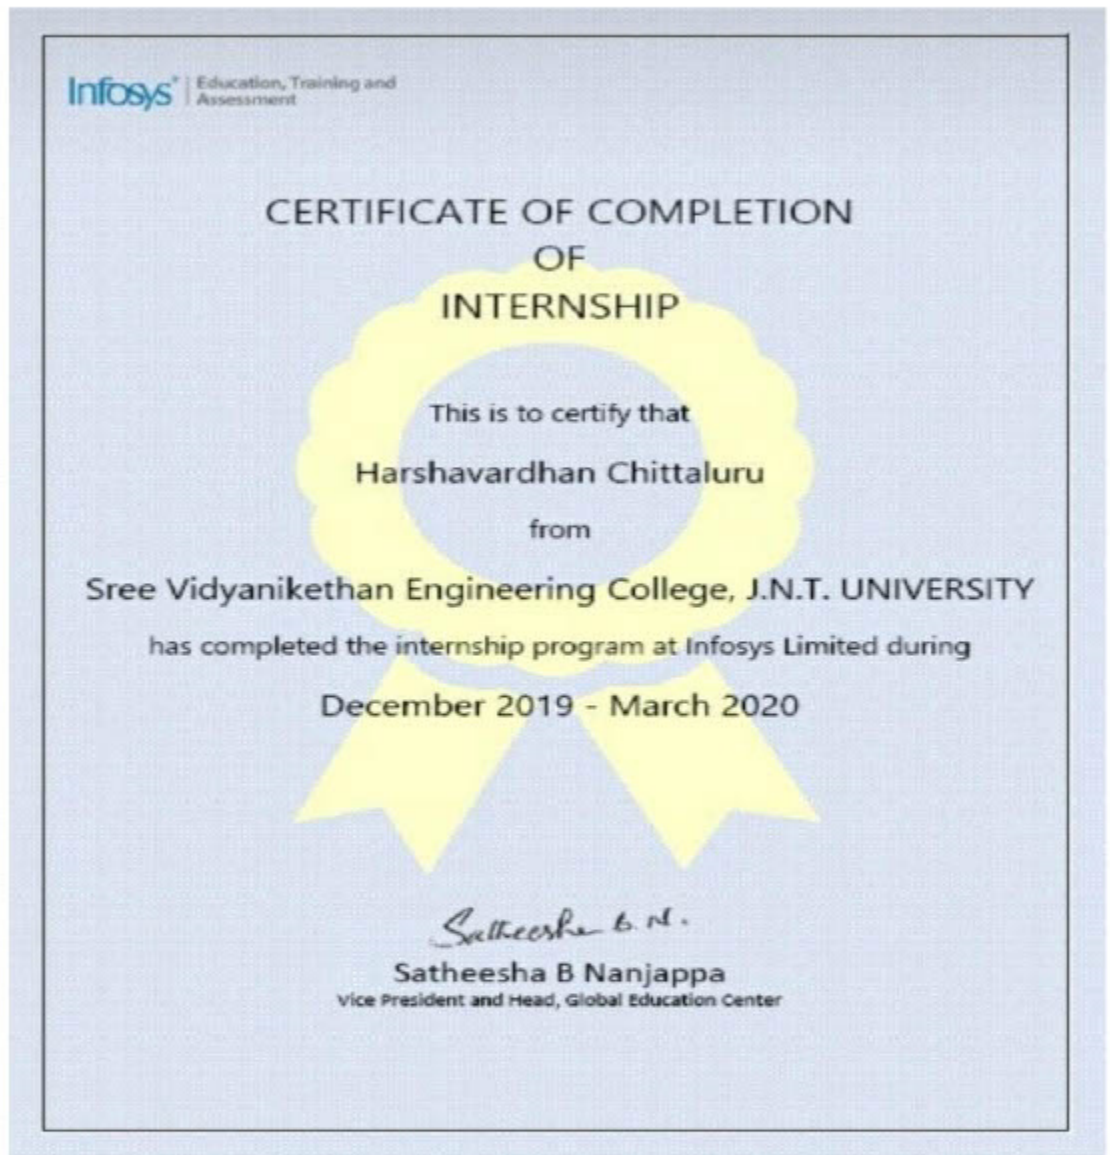 Infosys® | Education, Training and
Assessment
CERTIFICATE OF COMPLETION
OF
INTERNSHIP
This is to certify that
Harshavardhan Chittaluru
from
Sree Vidyanikethan Engineering College, J.N.T. UNIVERSITY
has completed the internship program at Infosys Limited during
December 2019 - March 2020
Satheesha B. N.
Satheesha B Nanjappa
Vice President and Head, Global Education Center